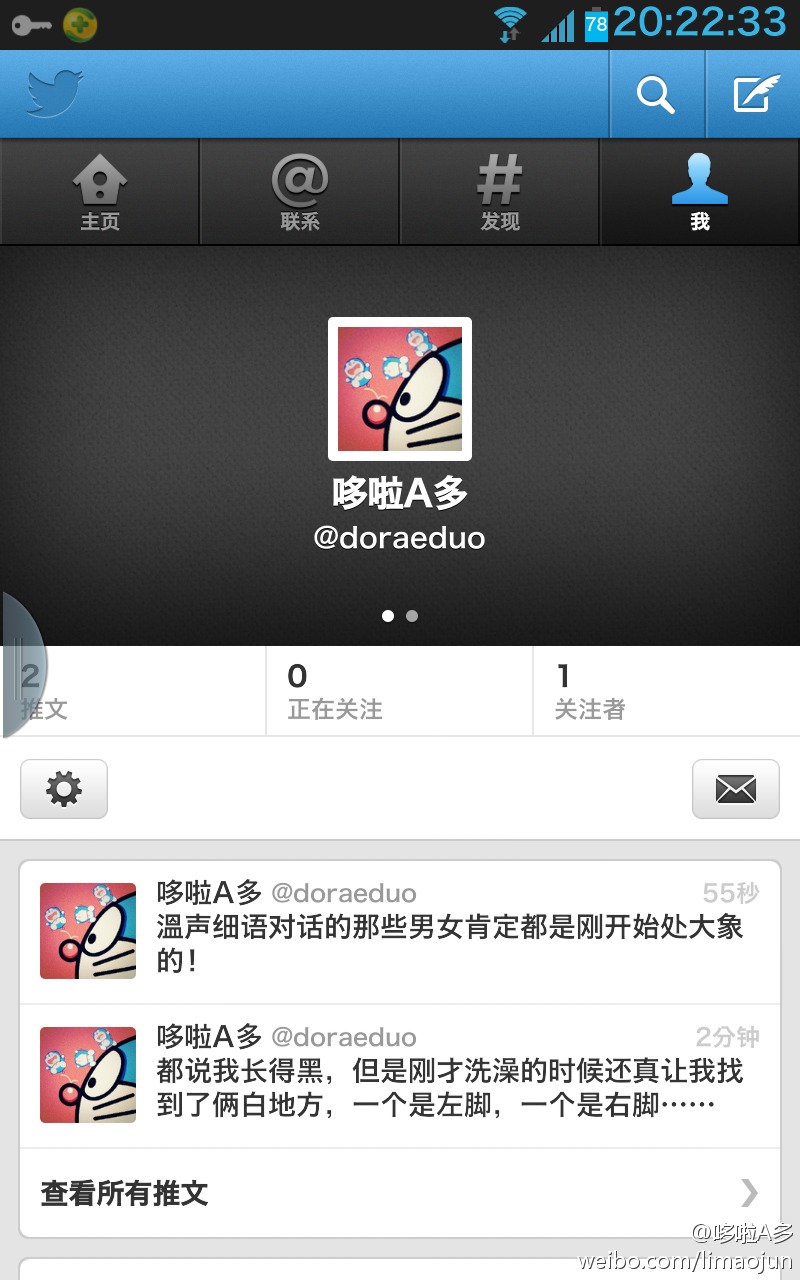 78 20:22:33
主页 联系 发现 我
哆啦A多
@doraeduo
2 0 1
推文 正在关注 关注者
哆啦A多 @doraeduo 55秒
溫声细语对话的那些男女肯定都是刚开始处大象
的！
哆啦A多 @doraeduo 2分钟
都说我长得黑，但是刚才洗澡的时候还真让我找
到了俩白地方，一个是左脚，一个是右脚……
查看所有推文
@哆啦A多
weibo.com/limaojun